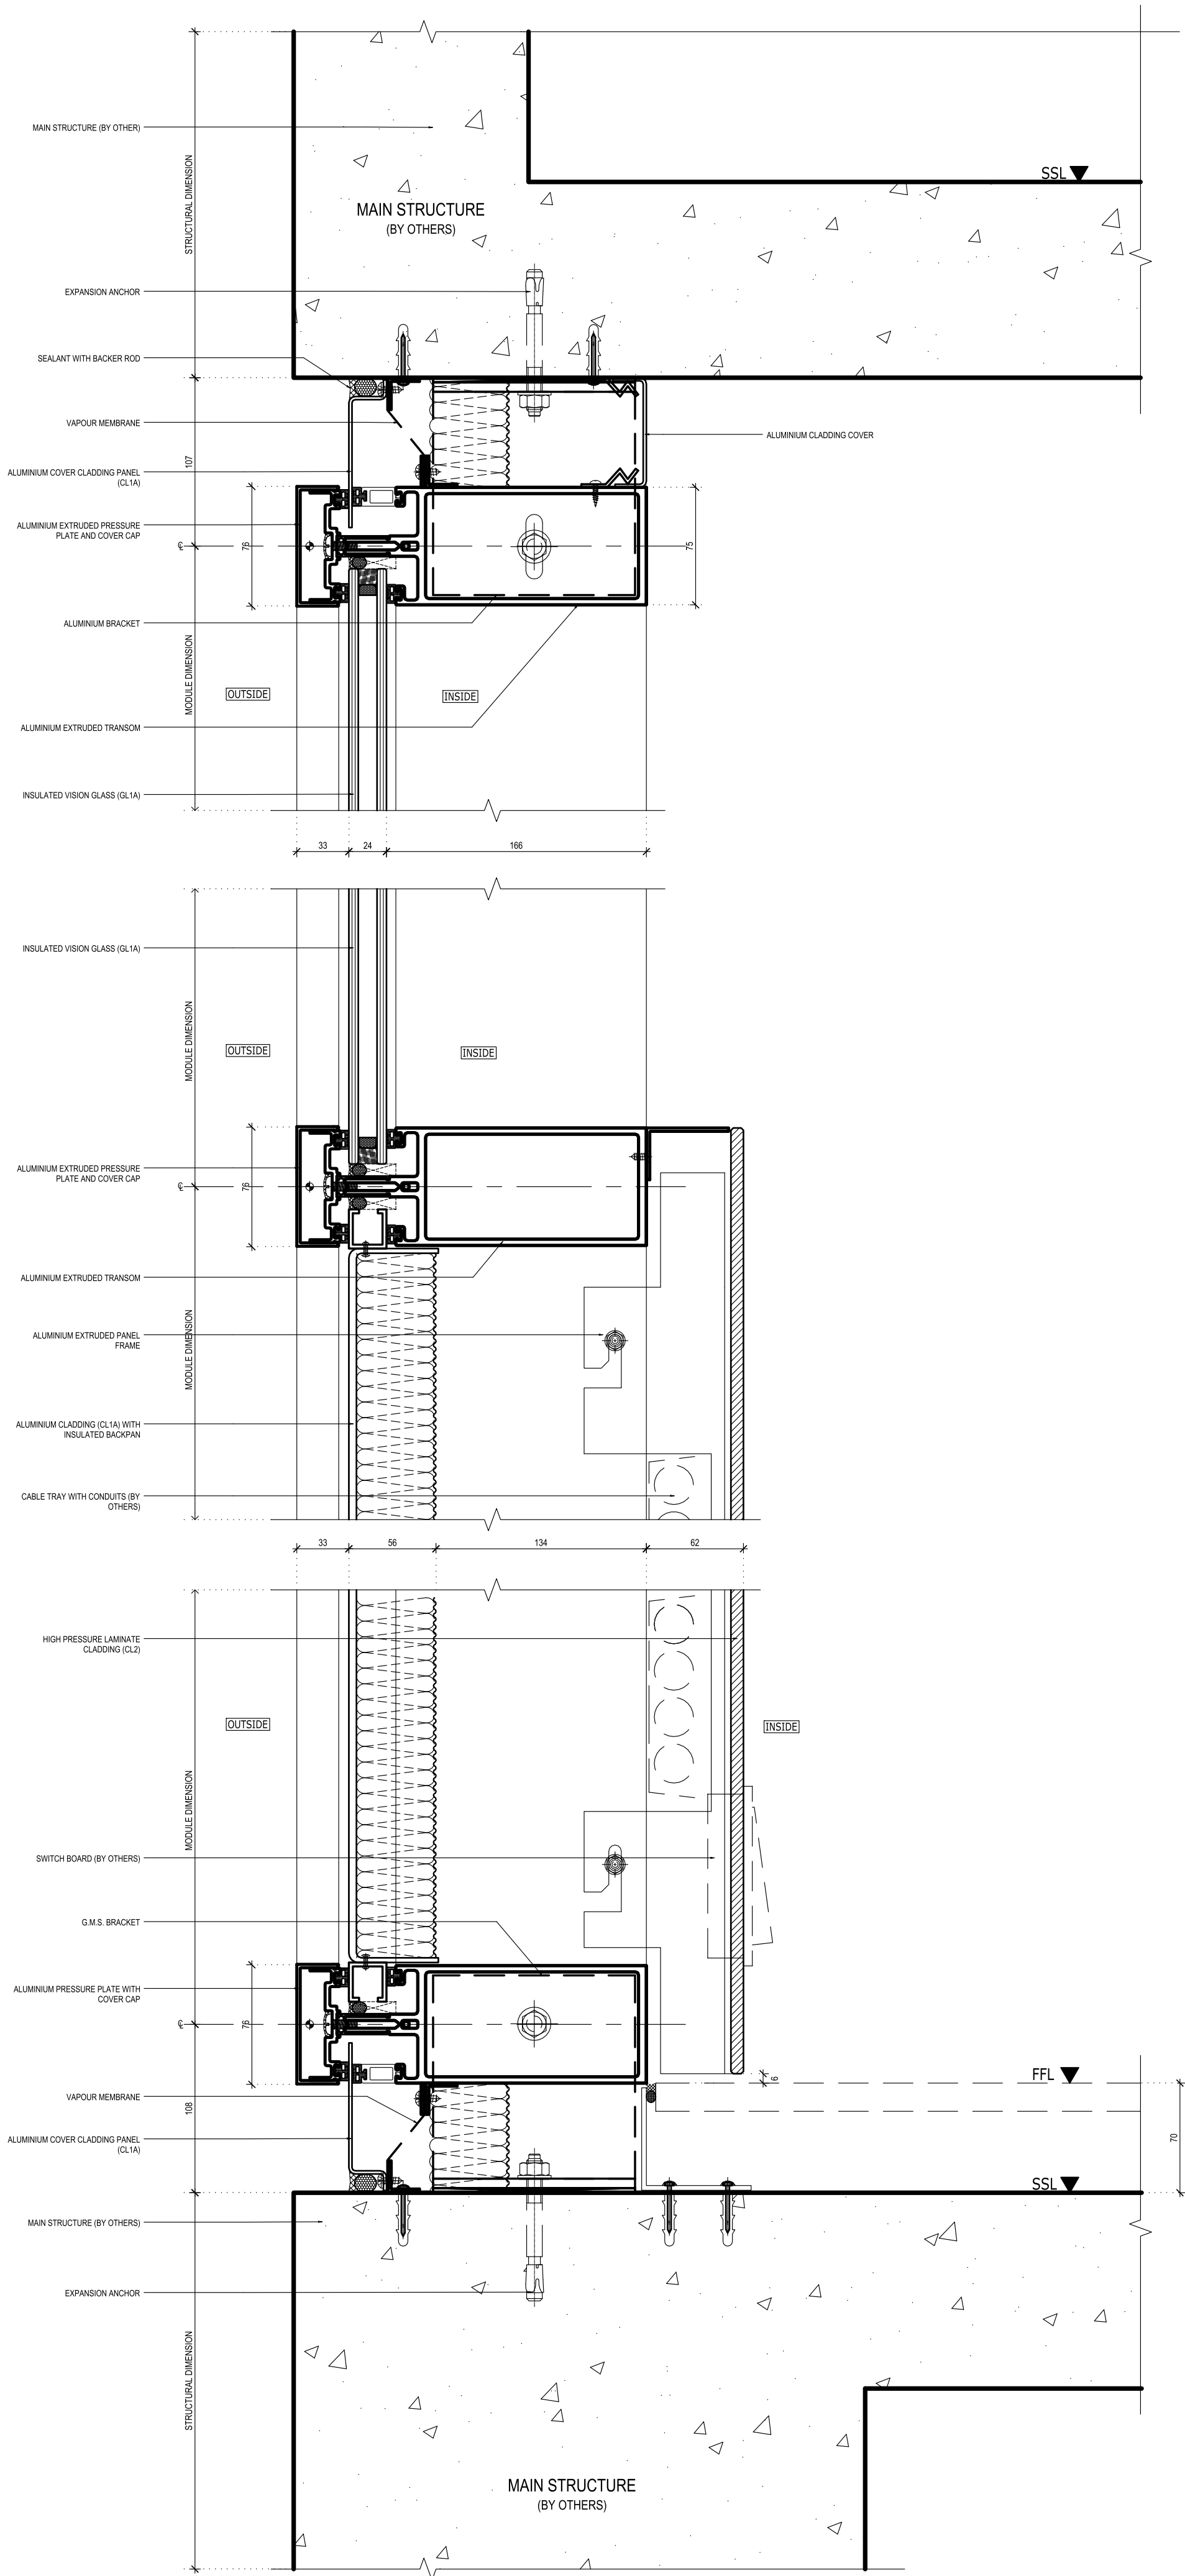 MAIN STRUCTURE (BY OTHER)
STRUCTURAL DIMENSION
SSL
MAIN STRUCTURE
(BY OTHERS)
EXPANSION ANCHOR
SEALANT WITH BACKER ROD
VAPOUR MEMBRANE
ALUMINIUM CLADDING COVER
107
ALUMINIUM COVER CLADDING PANEL
(CL1A)
ALUMINIUM EXTRUDED PRESSURE
PLATE AND COVER CAP
℄
76
75
ALUMINIUM BRACKET
MODULE DIMENSION
OUTSIDE
INSIDE
ALUMINIUM EXTRUDED TRANSOM
INSULATED VISION GLASS (GL1A)
33
24
166
INSULATED VISION GLASS (GL1A)
MODULE DIMENSION
OUTSIDE
INSIDE
ALUMINIUM EXTRUDED PRESSURE
PLATE AND COVER CAP
℄
76
ALUMINIUM EXTRUDED TRANSOM
ALUMINIUM EXTRUDED PANEL
FRAME
MODULE DIMENSION
ALUMINIUM CLADDING (CL1A) WITH
INSULATED BACKPAN
CABLE TRAY WITH CONDUITS (BY
OTHERS)
33
56
134
62
HIGH PRESSURE LAMINATE
CLADDING (CL2)
OUTSIDE
INSIDE
MODULE DIMENSION
SWITCH BOARD (BY OTHERS)
G.M.S. BRACKET
ALUMINIUM PRESSURE PLATE WITH
COVER CAP
℄
76
6
FFL
VAPOUR MEMBRANE
108
ALUMINIUM COVER CLADDING PANEL
(CL1A)
70
SSL
MAIN STRUCTURE (BY OTHERS)
EXPANSION ANCHOR
STRUCTURAL DIMENSION
MAIN STRUCTURE
(BY OTHERS)